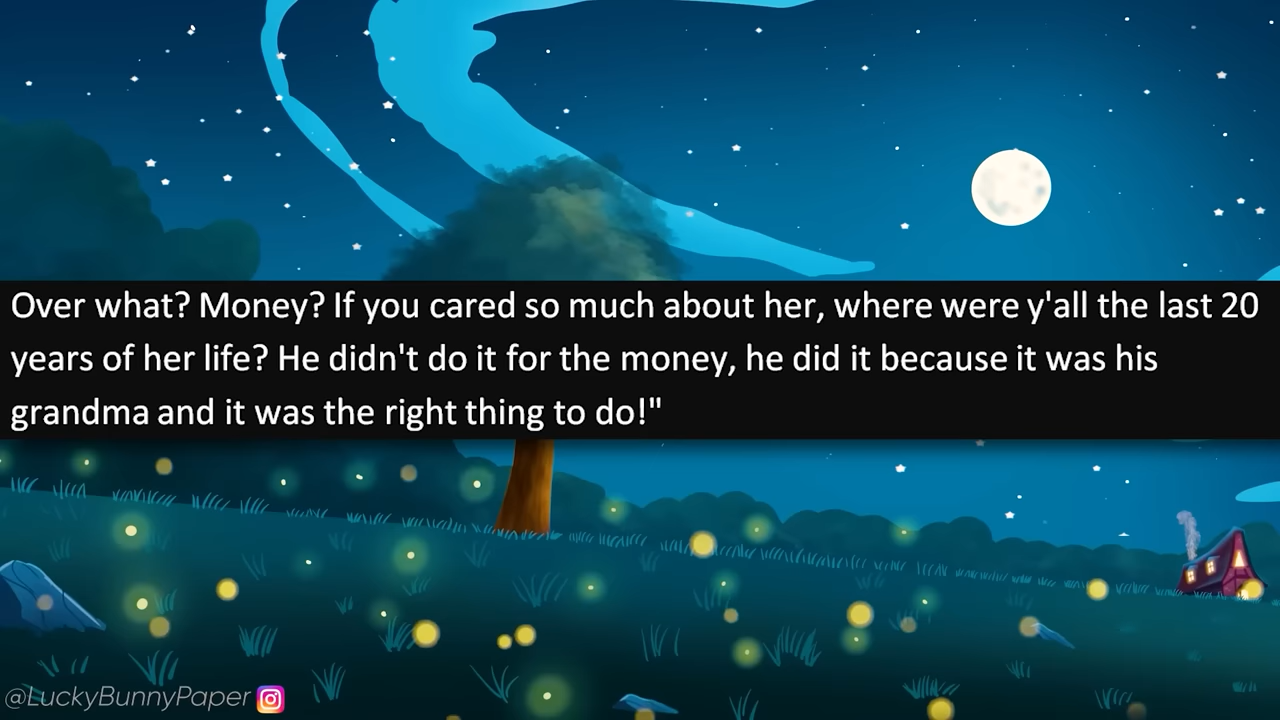 Over what? Money? If you cared so much about her, where were y'all the last 20
years of her life? He didn't do it for the money, he did it because it was his
grandma and it was the right thing to do!"
@LuckyBunnyPaper